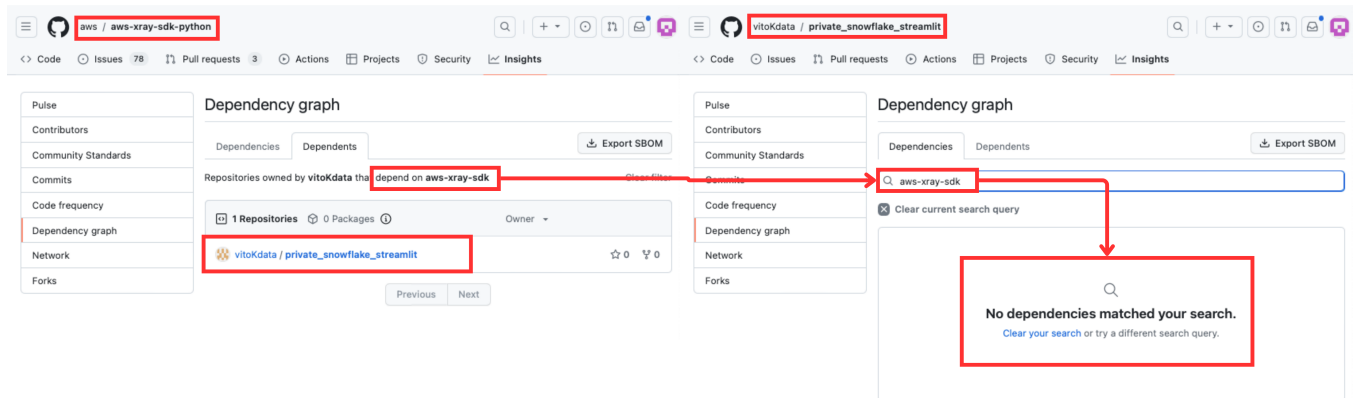 aws / aws-xray-sdk-python
Code Issues 78 Pull requests 3 Actions Projects Security Insights
Pulse
Contributors
Community Standards
Commits
Code frequency
Dependency graph
Network
Forks
Dependency graph
Dependencies Dependents
Export SBOM
Repositories owned by vitoKdata that depend on aws-xray-sdk
Clear filter
1 Repositories 0 Packages Owner
vitoKdata / private_snowflake_streamlit 0 0
Previous Next
vitoKdata / private_snowflake_streamlit
Code Issues Pull requests Actions Projects Security Insights
Pulse
Contributors
Community Standards
Commits
Code frequency
Dependency graph
Network
Forks
Dependency graph
Dependencies Dependents
Export SBOM
aws-xray-sdk
Clear current search query
No dependencies matched your search.
Clear your search or try a different search query.